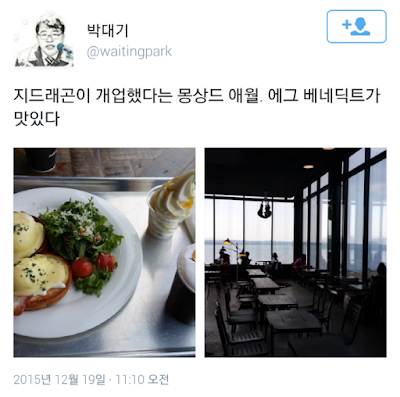 박대기
@waitingpark
지드래곤이 개업했다는 몽상드 애월. 에그 베네딕트가
맛있다
2015년 12월 19일 · 11:10 오전